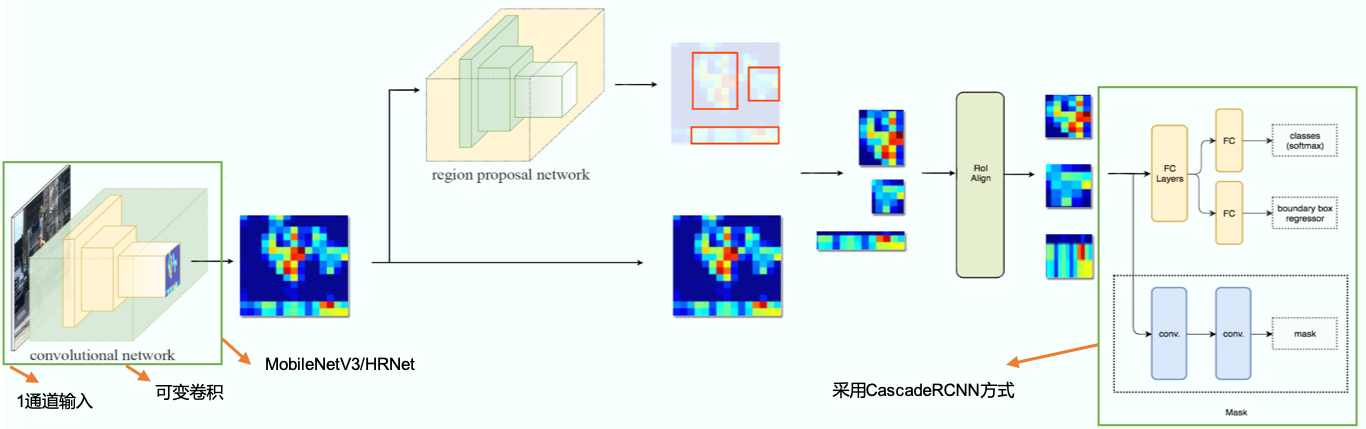 region proposal network
convolutional network
MobileNetV3/HRNet
1通道输入
可变卷积
RoI
Align
FC
Layers
FC
classes
(softmax)
FC
boundary box
regressor
conv.
conv.
mask
Mask
采用CascadeRCNN方式